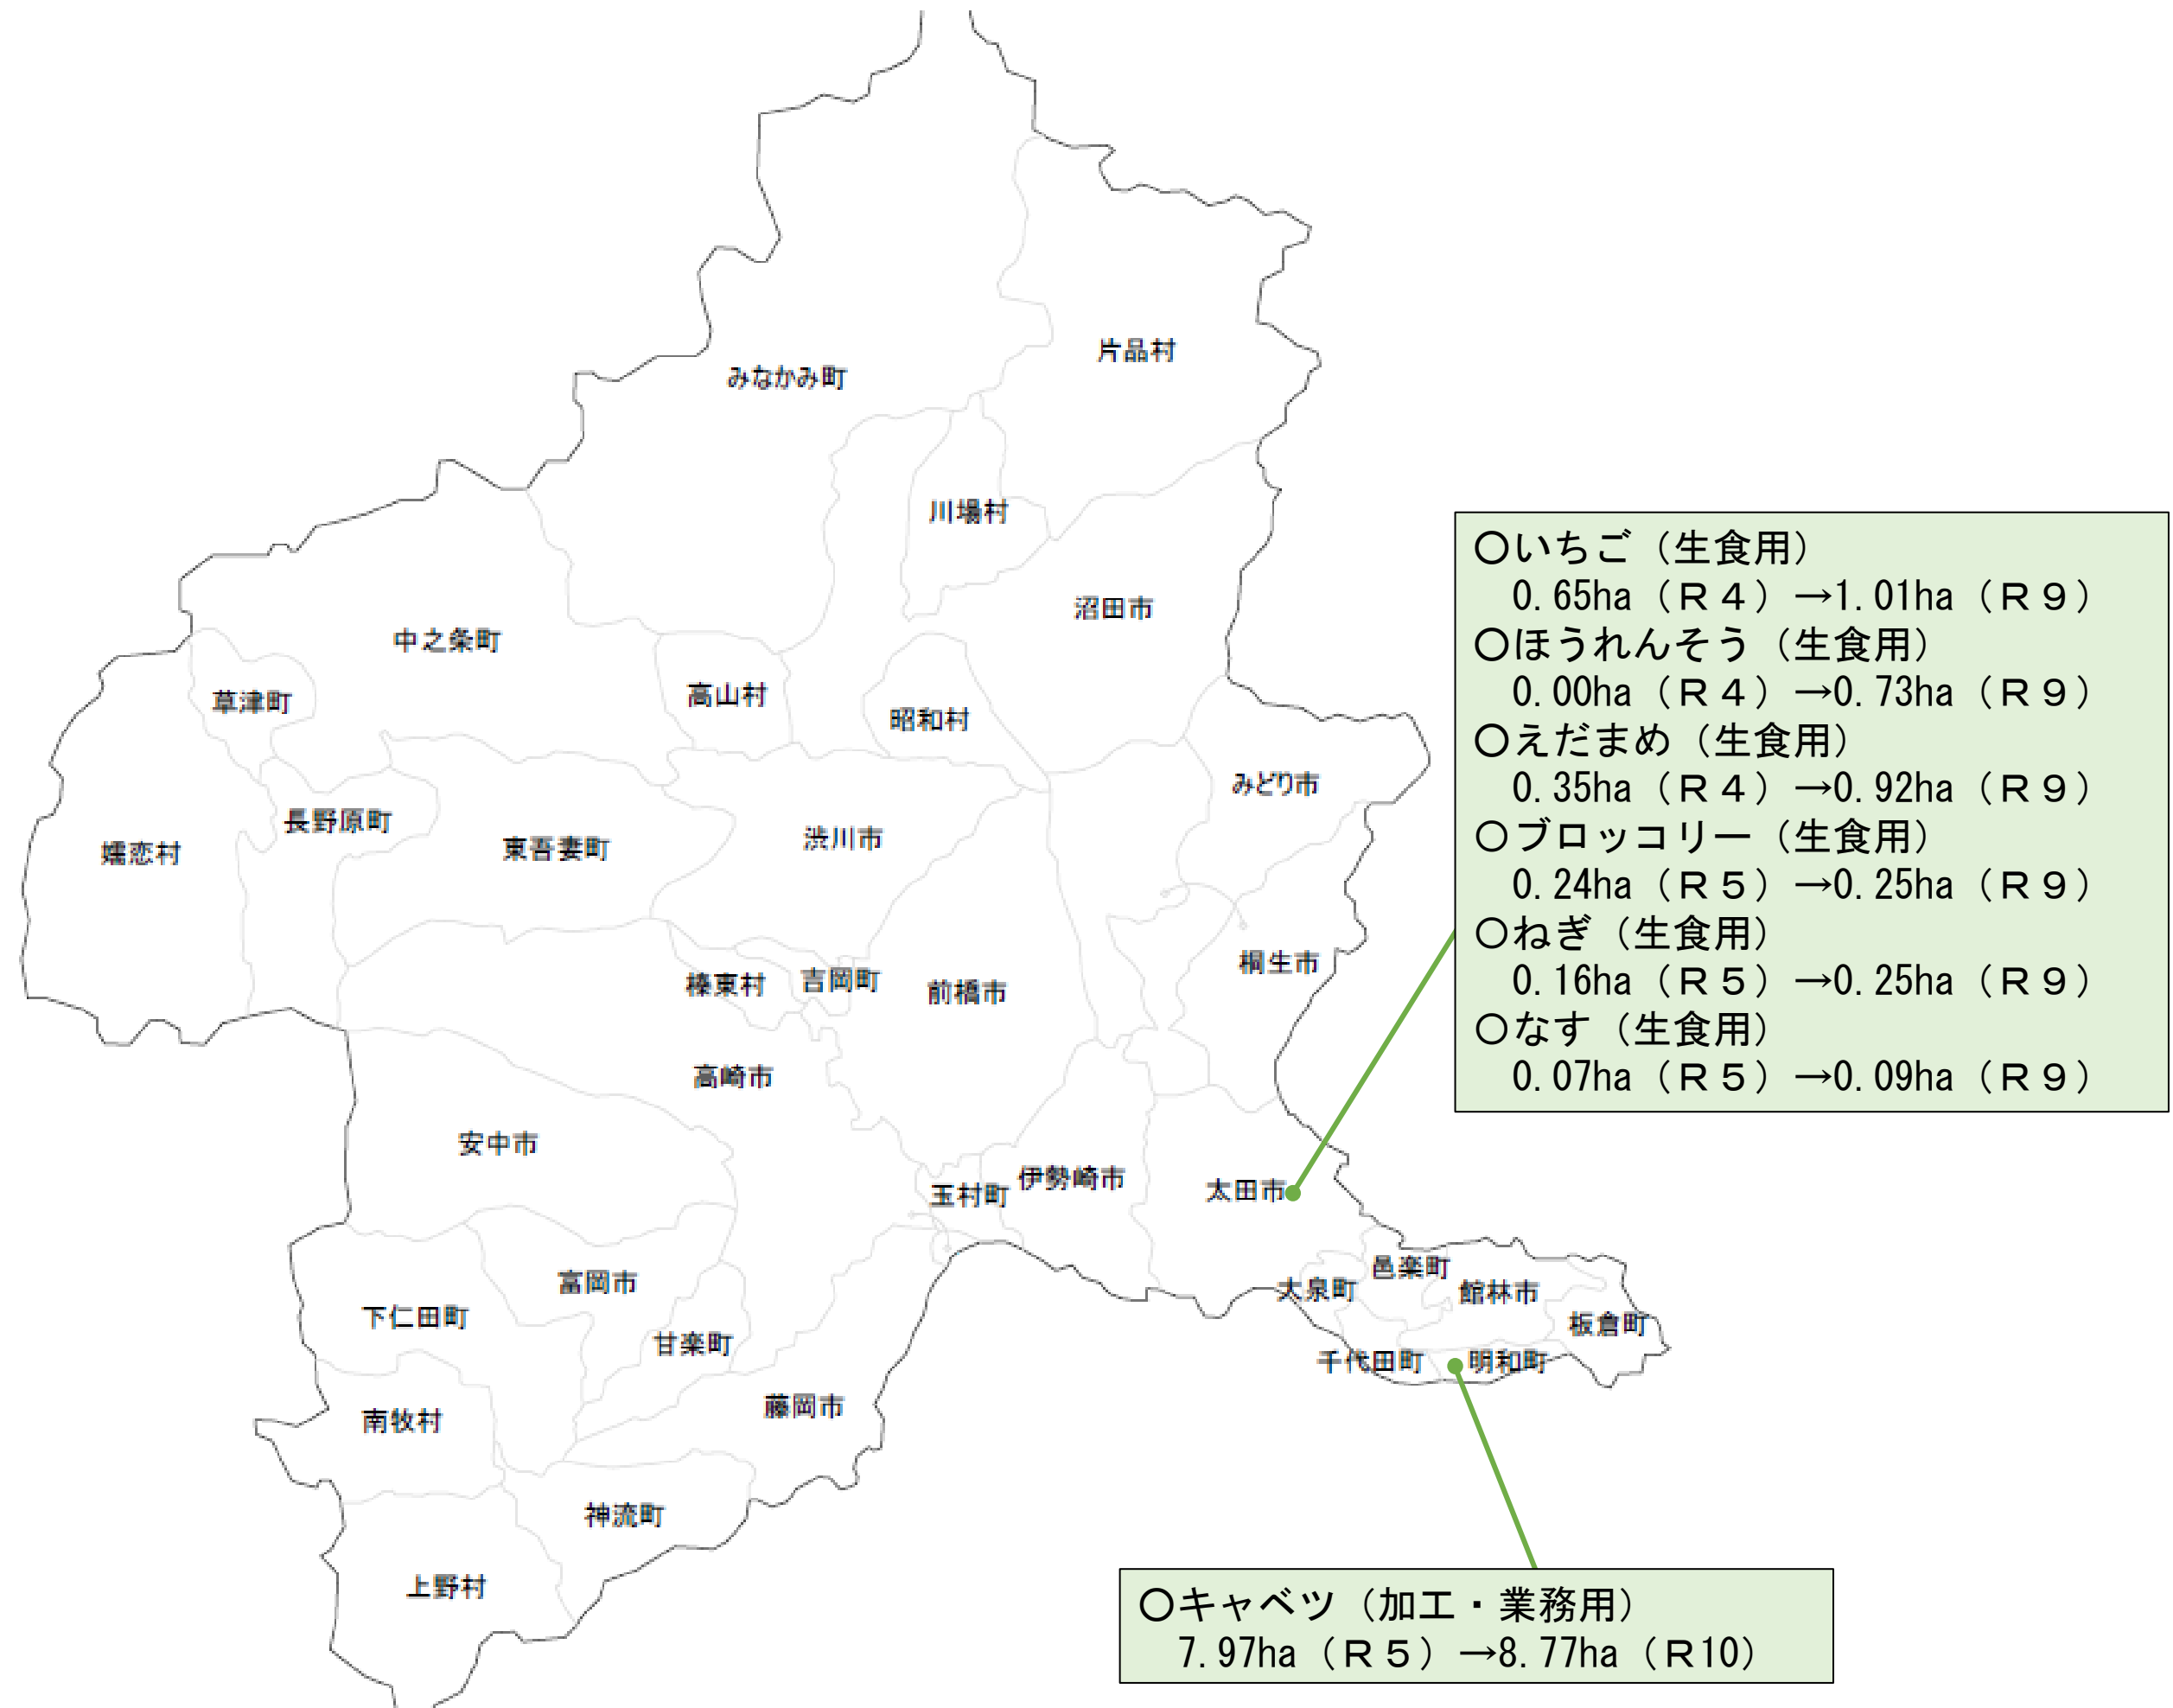 みなかみ町
片品村
川場村
沼田市
中之条町
草津町
高山村
昭和村
みどり市
長野原町
嬬恋村
東吾妻町
渋川市
榛東村
吉岡町
前橋市
桐生市
高崎市
安中市
玉村町
伊勢崎市
太田市
邑楽町
大泉町
館林市
板倉町
千代田町
明和町
富岡市
下仁田町
甘楽町
藤岡市
南牧村
神流町
上野村
○いちご（生食用）
0.65ha（Ｒ４）→1.01ha（Ｒ９）
○ほうれんそう（生食用）
0.00ha（Ｒ４）→0.73ha（Ｒ９）
○えだまめ（生食用）
0.35ha（Ｒ４）→0.92ha（Ｒ９）
○ブロッコリー（生食用）
0.24ha（Ｒ５）→0.25ha（Ｒ９）
○ねぎ（生食用）
0.16ha（Ｒ５）→0.25ha（Ｒ９）
○なす（生食用）
0.07ha（Ｒ５）→0.09ha（Ｒ９）
○キャベツ（加工・業務用）
7.97ha（Ｒ５）→8.77ha（Ｒ10）